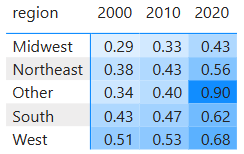 region 2000 2010 2020
Midwest 0.29 0.33 0.43
Northeast 0.38 0.43 0.56
Other 0.34 0.40 0.90
South 0.43 0.47 0.62
West 0.51 0.53 0.68